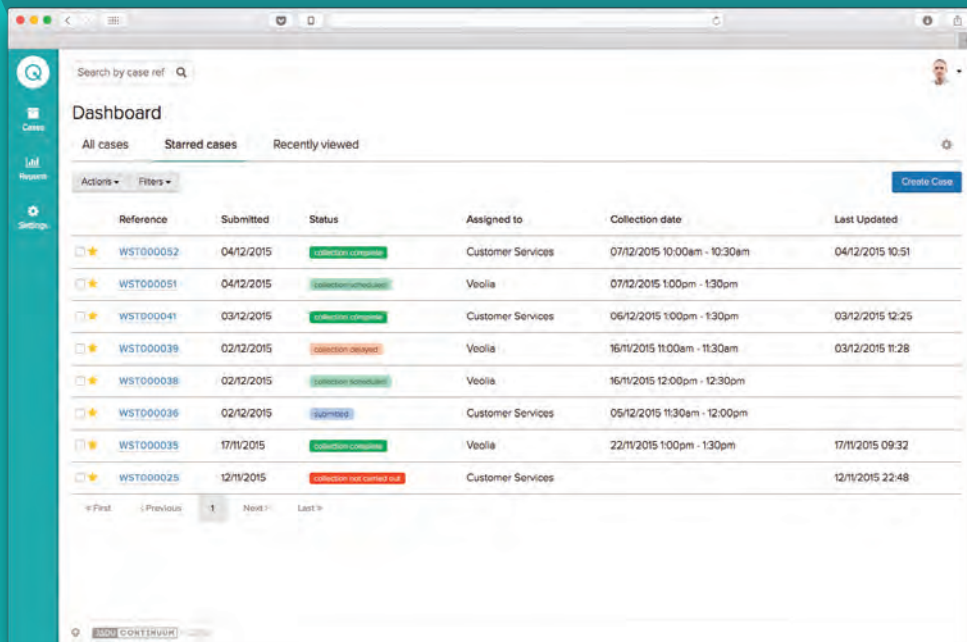 Search by case ref
Dashboard
Cases
All cases Starred cases Recently viewed
Reports
Actions Filters Create Case
Settings
Reference Submitted Status Assigned to Collection date Last Updated
WST000052 04/12/2015 collection complete Customer Services 07/12/2015 10:00am - 10:30am 04/12/2015 10:51
WST000051 04/12/2015 collection scheduled Veolia 07/12/2015 1:00pm - 1:30pm
WST000041 03/12/2015 collection complete Customer Services 06/12/2015 1:00pm - 1:30pm 03/12/2015 12:25
WST000039 02/12/2015 collection delayed Veolia 16/11/2015 11:00am - 11:30am 03/12/2015 11:28
WST000038 02/12/2015 collection scheduled Veolia 16/11/2015 12:00pm - 12:30pm
WST000036 02/12/2015 submitted Customer Services 05/12/2015 11:30am - 12:00pm
WST000035 17/11/2015 collection complete Veolia 22/11/2015 1:00pm - 1:30pm 17/11/2015 09:32
WST000025 12/11/2015 collection not carried out Customer Services 12/11/2015 22:48
« First ‹ Previous 1 Next › Last »
JADU CONTINUUM